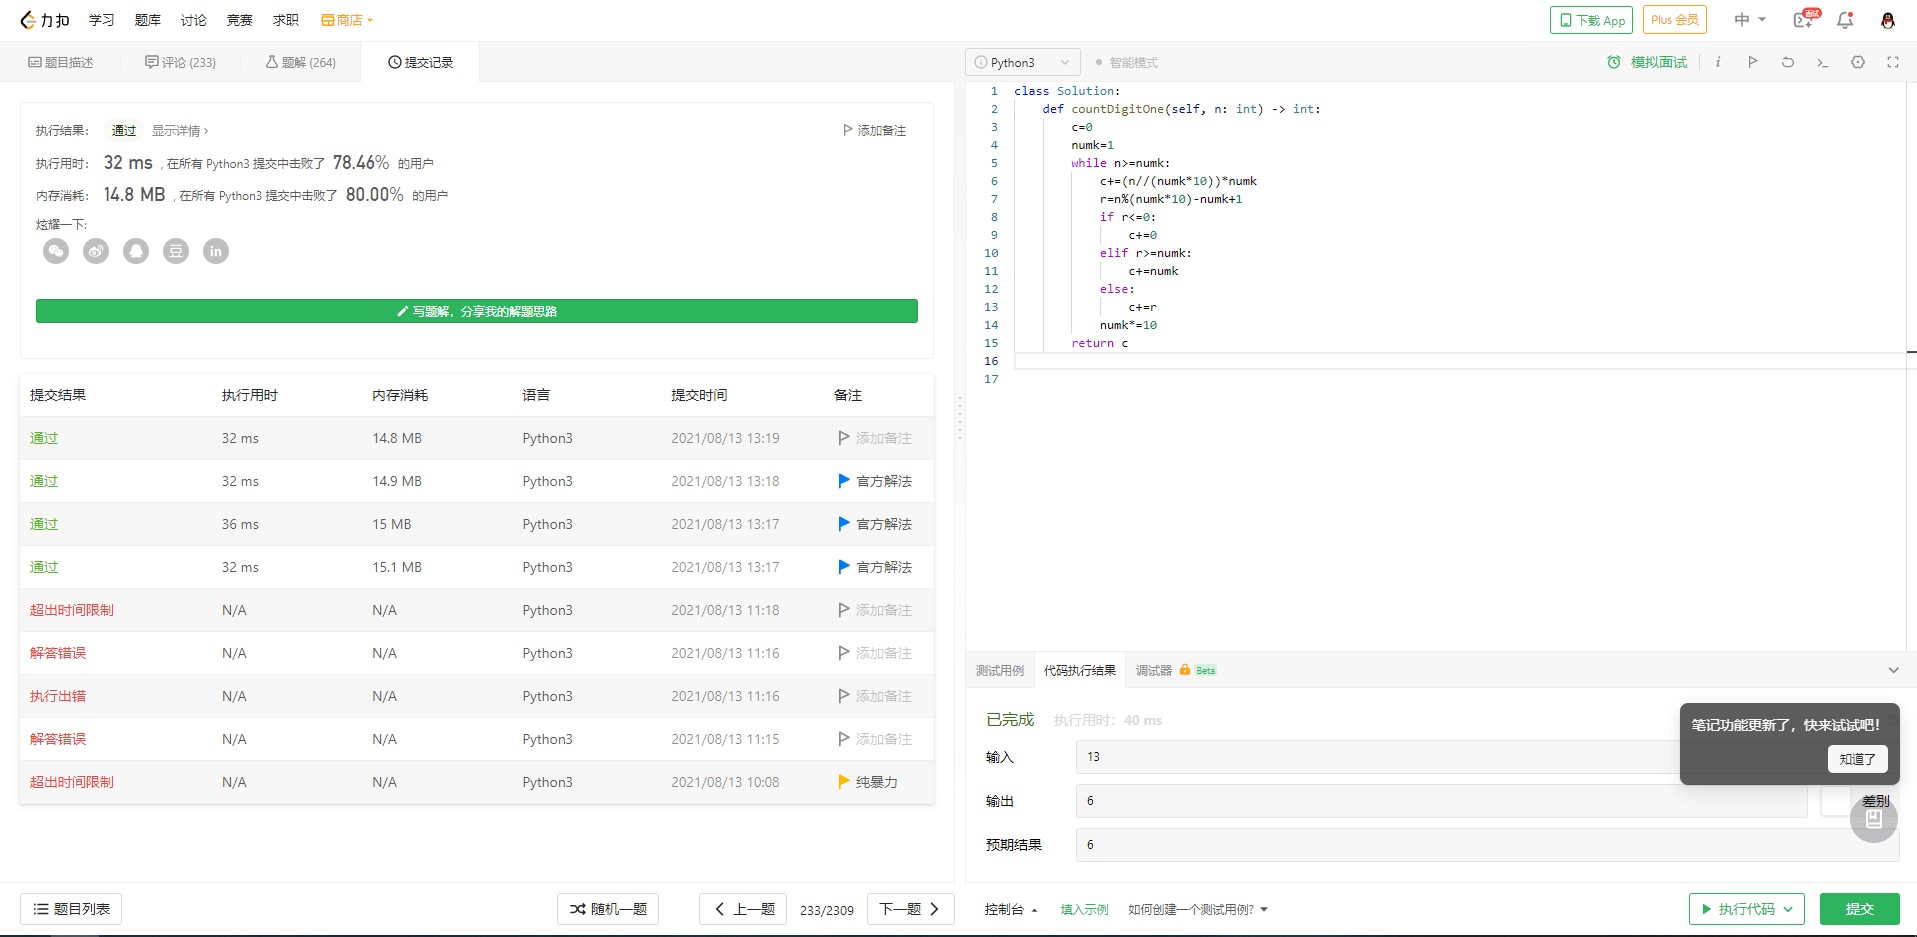 力扣 学习 题库 讨论 竞赛 求职 商店 下载 App Plus 会员 中 面试
题目描述 评论 (233) 题解 (264) 提交记录
Python3 智能模式 模拟面试 i
执行结果： 通过 显示详情 › 添加备注
执行用时： 32 ms , 在所有 Python3 提交中击败了 78.46% 的用户
内存消耗： 14.8 MB , 在所有 Python3 提交中击败了 80.00% 的用户
炫耀一下:
豆 in
写题解，分享我的解题思路
提交结果 执行用时 内存消耗 语言 提交时间 备注
通过 32 ms 14.8 MB Python3 2021/08/13 13:19 添加备注
通过 32 ms 14.9 MB Python3 2021/08/13 13:18 官方解法
通过 36 ms 15 MB Python3 2021/08/13 13:17 官方解法
通过 32 ms 15.1 MB Python3 2021/08/13 13:17 官方解法
超出时间限制 N/A N/A Python3 2021/08/13 11:18 添加备注
解答错误 N/A N/A Python3 2021/08/13 11:16 添加备注
执行出错 N/A N/A Python3 2021/08/13 11:16 添加备注
解答错误 N/A N/A Python3 2021/08/13 11:15 添加备注
超出时间限制 N/A N/A Python3 2021/08/13 10:08 纯暴力
题目列表 随机一题 上一题 233/2309 下一题
1 class Solution:
2 def countDigitOne(self, n: int) -> int:
3 c=0
4 numk=1
5 while n>=numk:
6 c+=(n//(numk*10))*numk
7 r=n%(numk*10)-numk+1
8 if r<=0:
9 c+=0
10 elif r>=numk:
11 c+=numk
12 else:
13 c+=r
14 numk*=10
15 return c
16
17
测试用例 代码执行结果 调试器 Beta
已完成 执行用时：40 ms
输入 13
输出 6
差别
预期结果 6
笔记功能更新了，快来试试吧！
知道了
控制台 填入示例 如何创建一个测试用例? 执行代码 提交